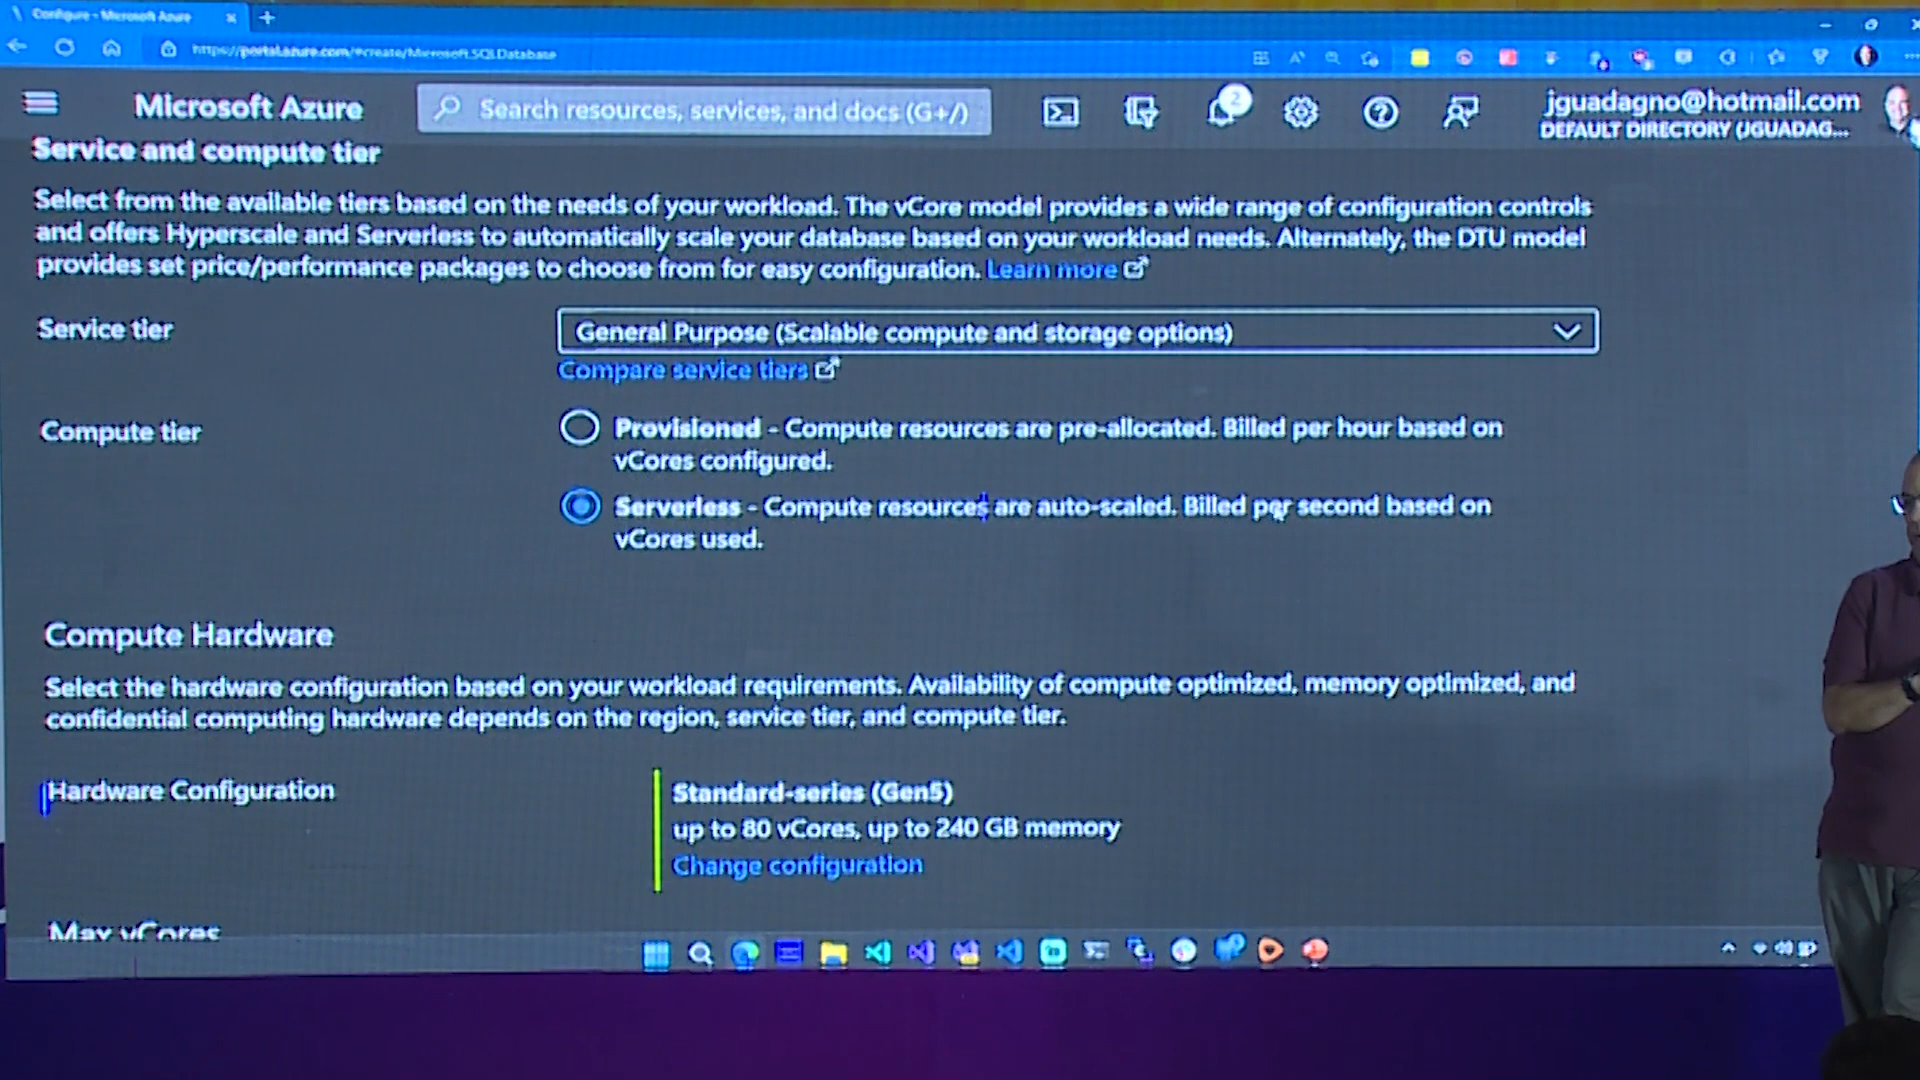 Configure - Microsoft Azure
https://portal.azure.com/#create/Microsoft.SQLDatabase
Microsoft Azure
Search resources, services, and docs (G+/)
2
jguadagno@hotmail.com
DEFAULT DIRECTORY (JGUADAG...
Service and compute tier
Select from the available tiers based on the needs of your workload. The vCore model provides a wide range of configuration controls
and offers Hyperscale and Serverless to automatically scale your database based on your workload needs. Alternately, the DTU model
provides set price/performance packages to choose from for easy configuration. Learn more
Service tier
General Purpose (Scalable compute and storage options)
Compare service tiers
Compute tier
Provisioned - Compute resources are pre-allocated. Billed per hour based on
vCores configured.
Serverless - Compute resources are auto-scaled. Billed per second based on
vCores used.
Compute Hardware
Select the hardware configuration based on your workload requirements. Availability of compute optimized, memory optimized, and
confidential computing hardware depends on the region, service tier, and compute tier.
Hardware Configuration
Standard-series (Gen5)
up to 80 vCores, up to 240 GB memory
Change configuration
Max vCores